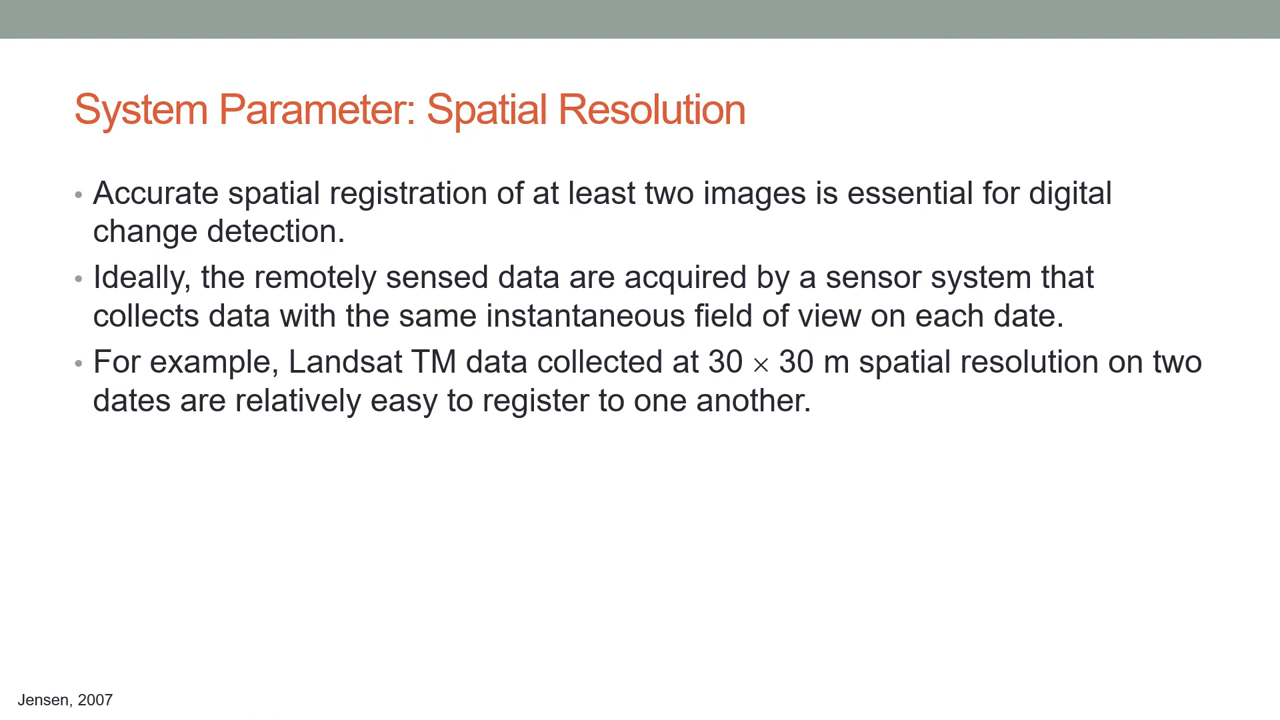 System Parameter: Spatial Resolution
• Accurate spatial registration of at least two images is essential for digital
change detection.
• Ideally, the remotely sensed data are acquired by a sensor system that
collects data with the same instantaneous field of view on each date.
• For example, Landsat TM data collected at 30 × 30 m spatial resolution on two
dates are relatively easy to register to one another.
Jensen, 2007